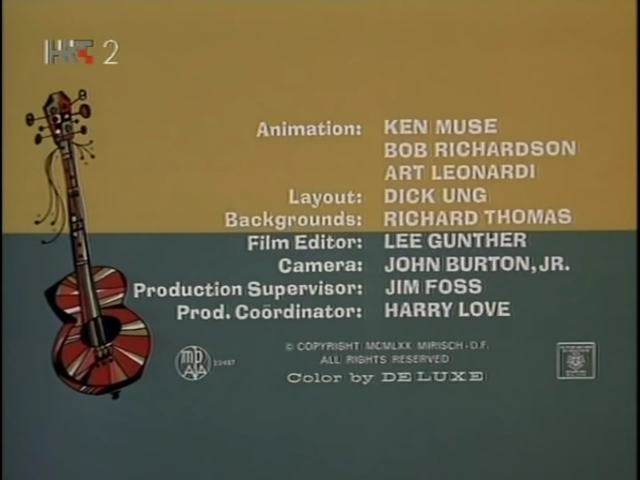 HRT 2
Animation: KEN MUSE
BOB RICHARDSON
ART LEONARDI
Layout: DICK UNG
Backgrounds: RICHARD THOMAS
Film Editor: LEE GUNTHER
Camera: JOHN BURTON, JR.
Production Supervisor: JIM FOSS
Prod. Coördinator: HARRY LOVE
© COPYRIGHT MCMLXX MIRISCH-D.F.
ALL RIGHTS RESERVED
Color by DE LUXE